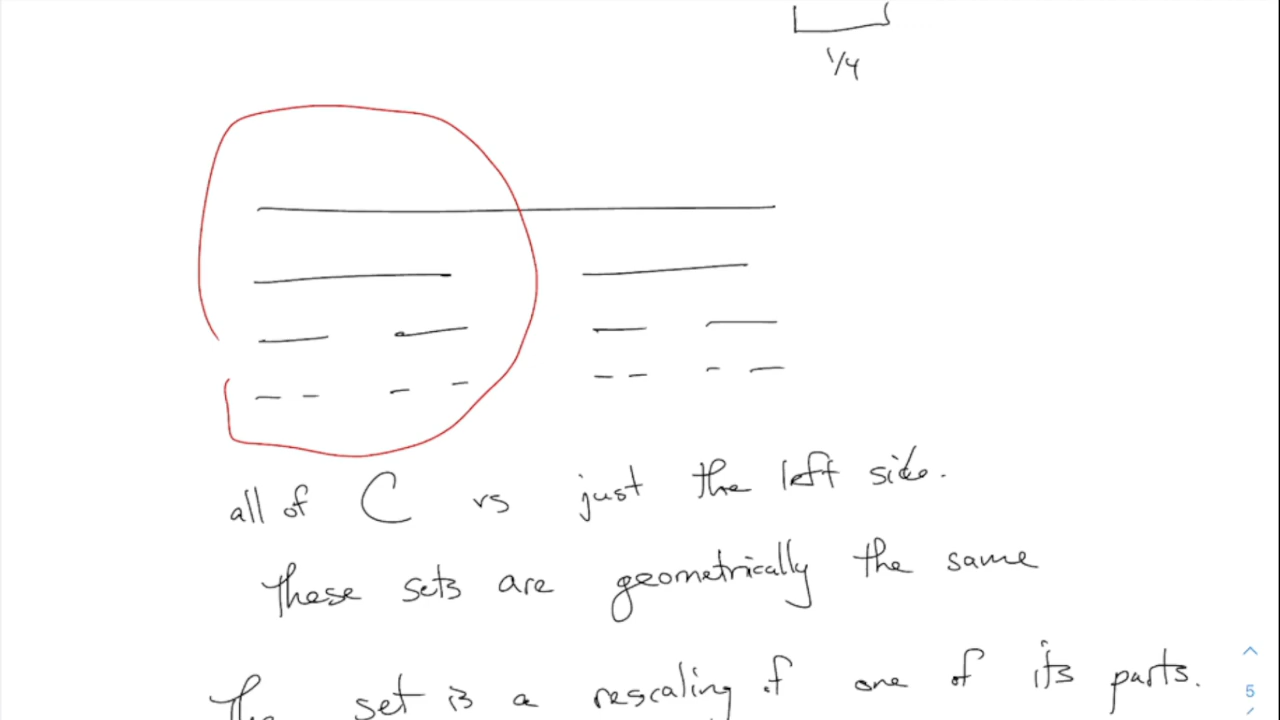 1/4
all of C vs just the left side.
These sets are geometrically the same
The set is a rescaling of one of its parts.
5